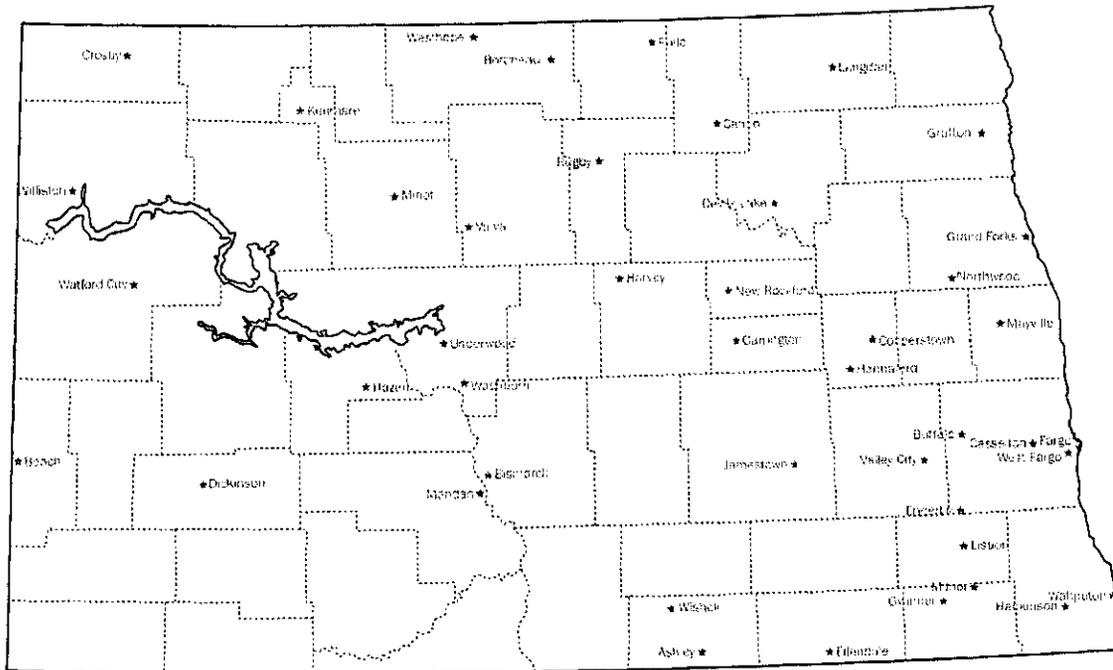 Westhope
Rolla
Crosby
Bottineau
Langdon
Kenmare
Cando
Grafton
Rugby
Williston
Minot
Devils Lake
Velva
Grand Forks
Harvey
Northwood
Watford City
New Rockford
Mayville
Underwood
Carrington
Cooperstown
Hannaford
Hazen
Washburn
Buffalo
Casselton
Fargo
Beach
Jamestown
Valley City
West Fargo
Dickinson
Bismarck
Mandan
Enderlin
Lisbon
Milnor
Wishek
Gwinner
Hankinson
Wahpeton
Ashley
Ellendale